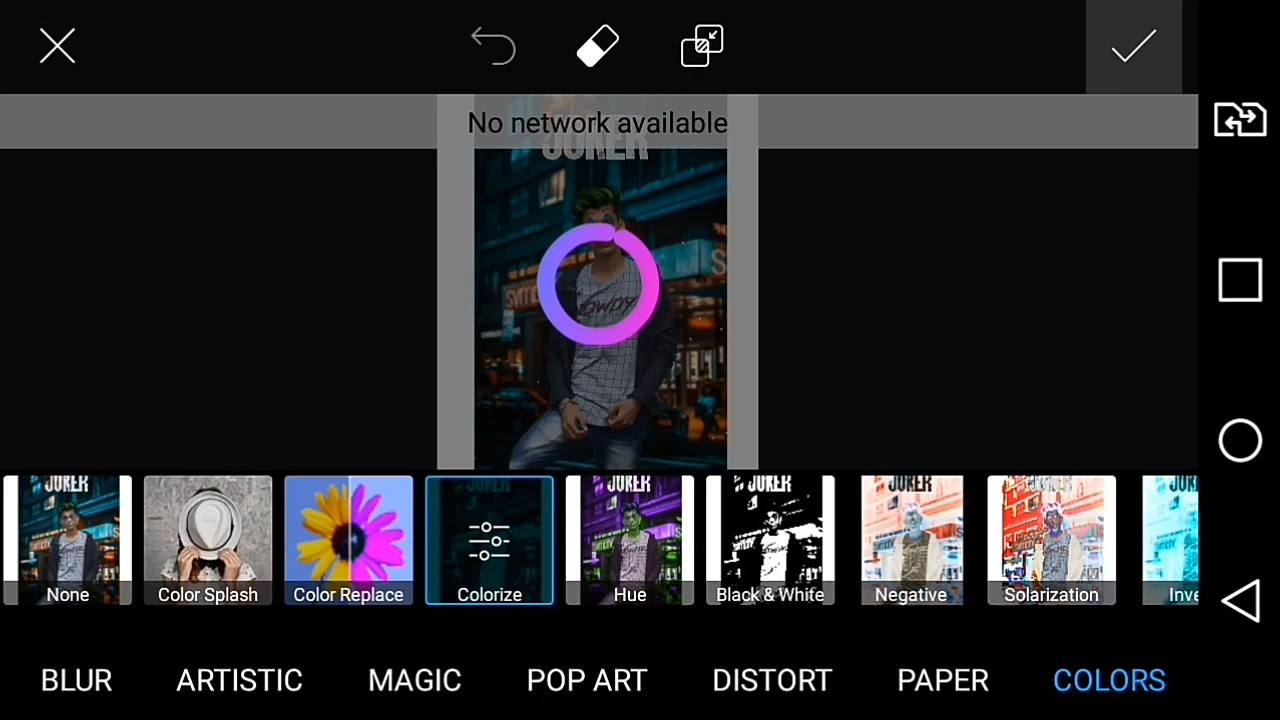 No network available
JOKER
None
Color Splash
Color Replace
Colorize
Hue
Black & White
Negative
Solarization
Inve
BLUR
ARTISTIC
MAGIC
POP ART
DISTORT
PAPER
COLORS